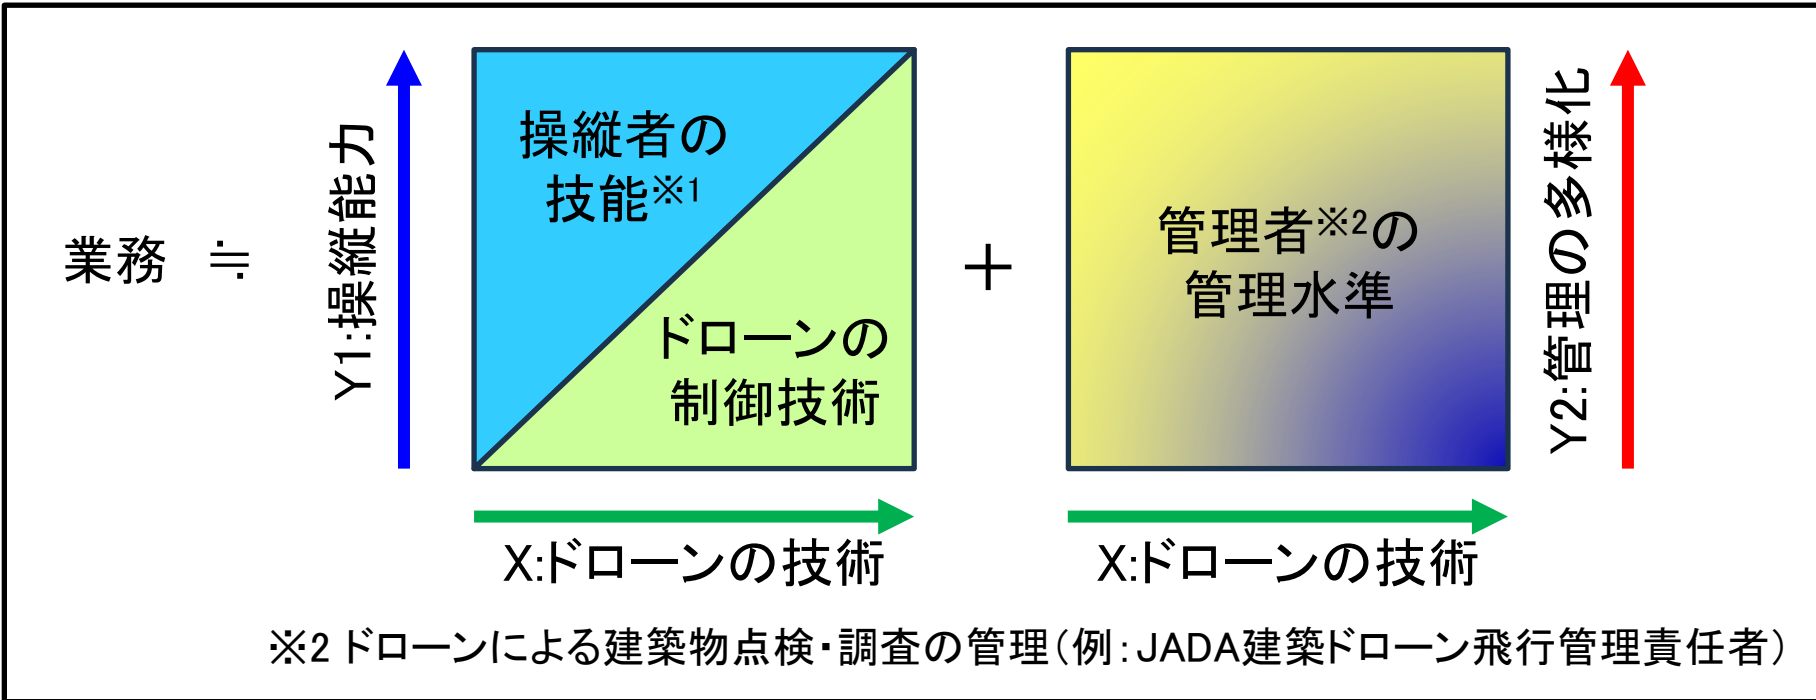 業務 ≒
Y1:操縦能力
操縦者の
技能※1
ドローンの
制御技術
X:ドローンの技術
＋
管理者※2の
管理水準
X:ドローンの技術
Y2:管理の多様化
※2 ドローンによる建築物点検・調査の管理(例:JADA建築ドローン飛行管理責任者)